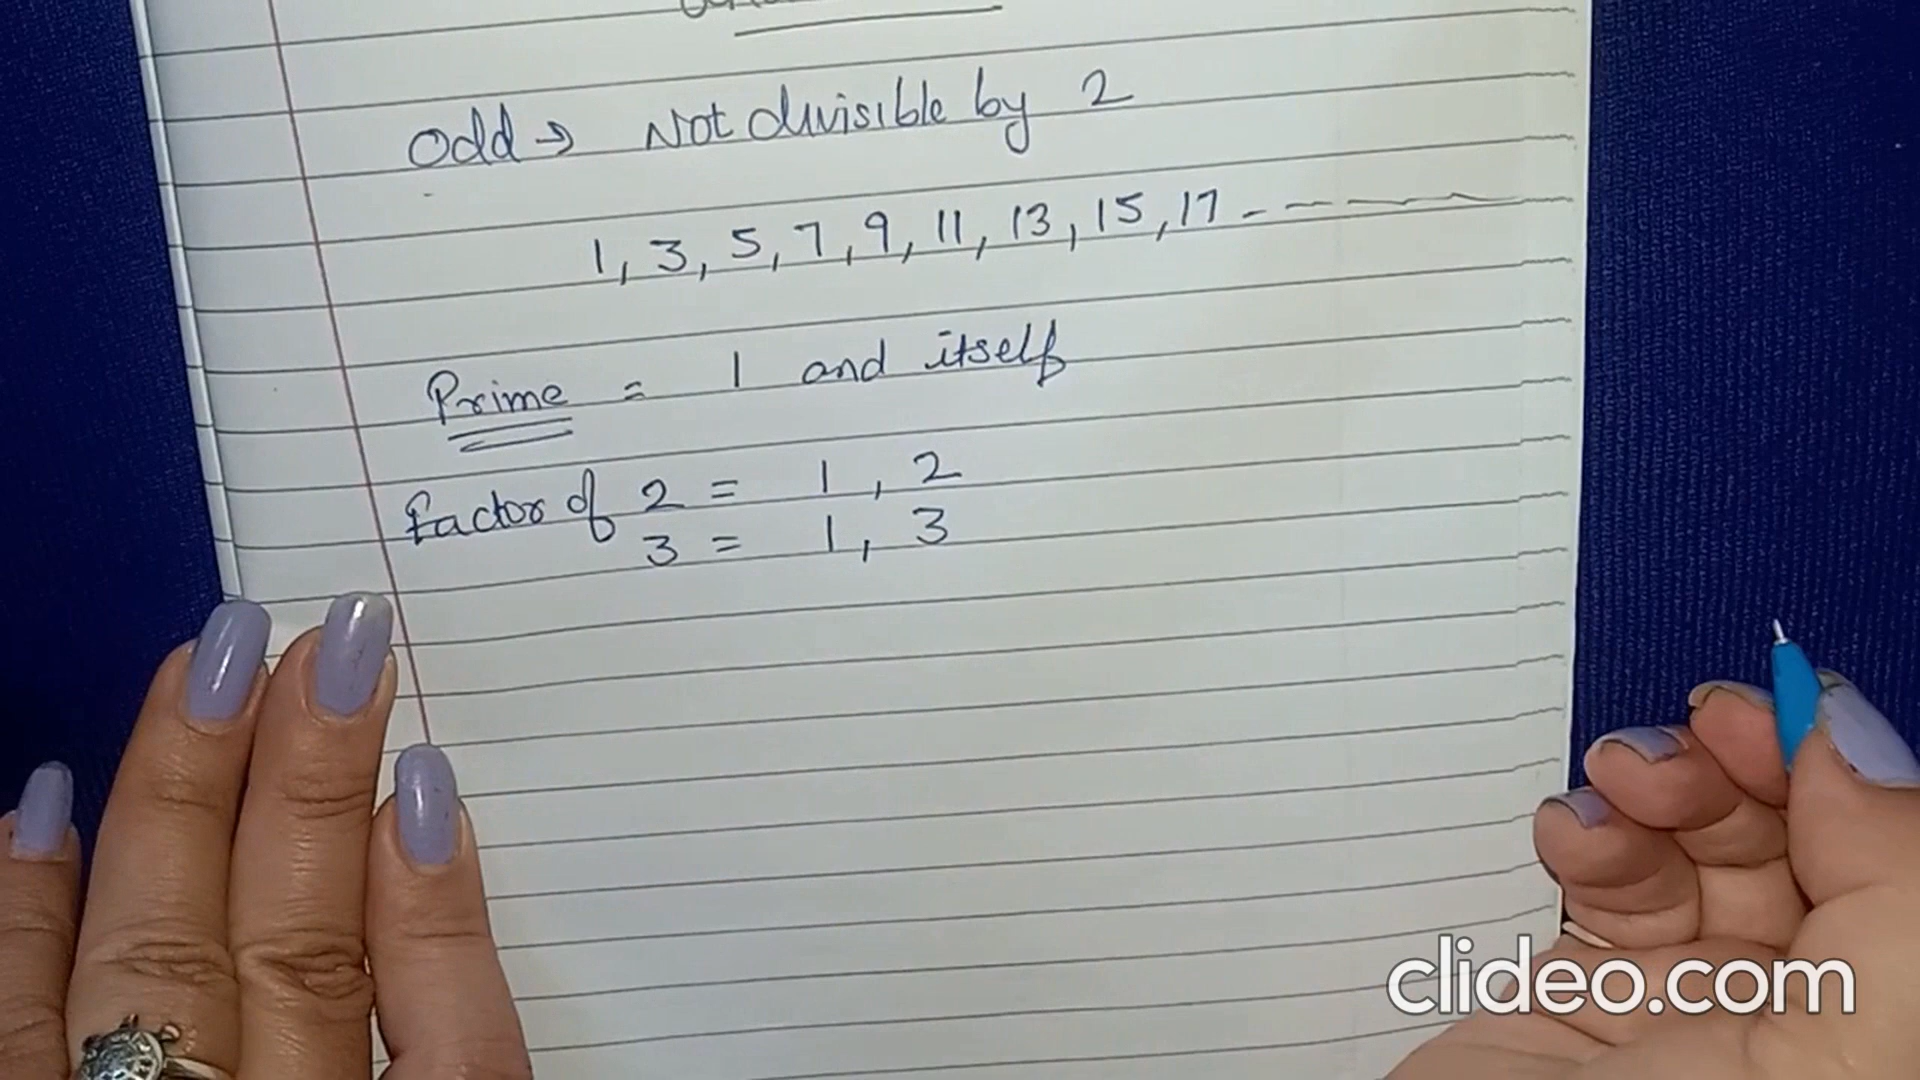 Odd → Not divisible by 2
1, 3, 5, 7, 9, 11, 13, 15, 17 - - - - -
Prime = 1 and itself
factor of 2 = 1, 2
3 = 1, 3
clideo.com